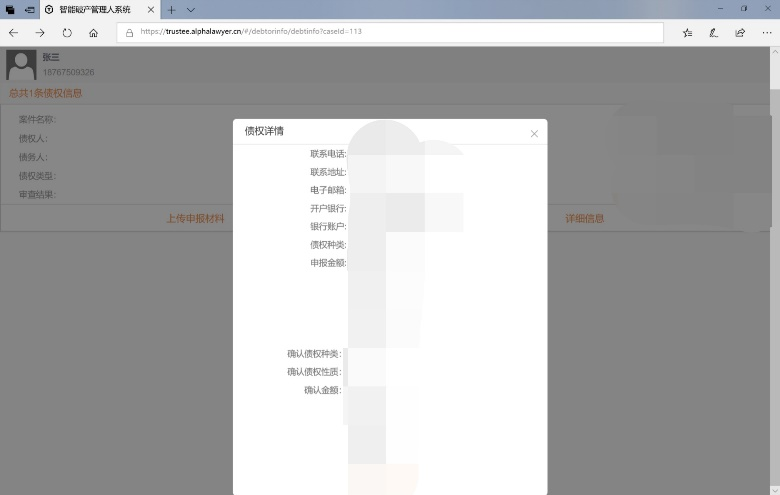 智能破产管理人系统
https://trustee.alphalawyer.cn/#/debtorinfo/debtinfo?caseId=113
张三
18767509326
总共1条债权信息
案件名称:
债权人:
债务人:
债权类型:
审查结果:
上传申报材料
详细信息
债权详情
联系电话:
联系地址:
电子邮箱:
开户银行:
银行账户:
债权种类:
申报金额:
确认债权种类:
确认债权性质:
确认金额: